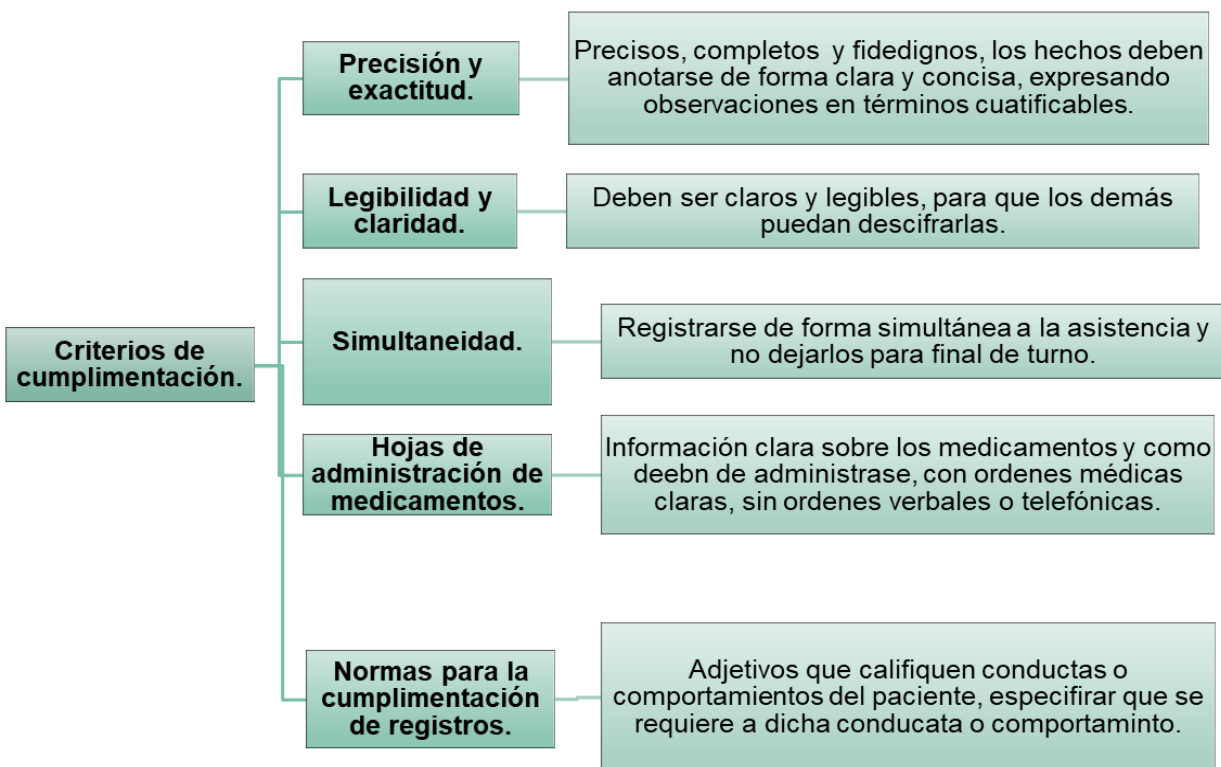 Precisión y
exactitud.
Precisos, completos y fidedignos, los hechos deben
anotarse de forma clara y concisa, expresando
observaciones en términos cuatificables.
Legibilidad y
claridad.
Deben ser claros y legibles, para que los demás
puedan descifrarlas.
Criterios de
cumplimentación.
Simultaneidad.
Registrarse de forma simultánea a la asistencia y
no dejarlos para final de turno.
Hojas de
administración de
medicamentos.
Información clara sobre los medicamentos y como
deebn de administrase, con ordenes médicas
claras, sin ordenes verbales o telefónicas.
Normas para la
cumplimentación
de registros.
Adjetivos que califiquen conductas o
comportamientos del paciente, especifirar que se
requiere a dicha conducata o comportaminto.